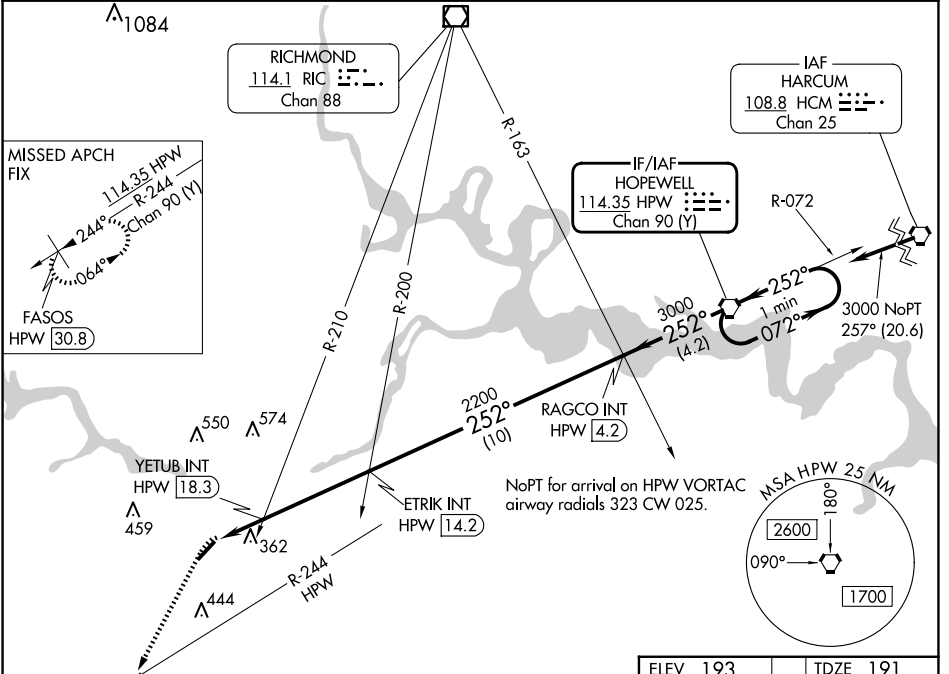 1084
RICHMOND
114.1 RIC
Chan 88
IAF
HARCUM
108.8 HCM
Chan 25
MISSED APCH
FIX
114.35 HPW
R-244
Chan 90 (Y)
244°
064°
FASOS
HPW 30.8
R-163
IF/IAF
HOPEWELL
114.35 HPW
Chan 90 (Y)
R-072
252°
1 min
072°
3000 NoPT
257° (20.6)
R-210
R-200
3000
252°
(4.2)
2200
252°
(10)
RAGCO INT
HPW 4.2
550
574
YETUB INT
HPW 18.3
459
362
ETRIK INT
HPW 14.2
NoPT for arrival on HPW VORTAC
airway radials 323 CW 025.
MSA HPW 25 NM
180°
2600
090°
1700
R-244
HPW
444
ELEV 193
TDZE 191